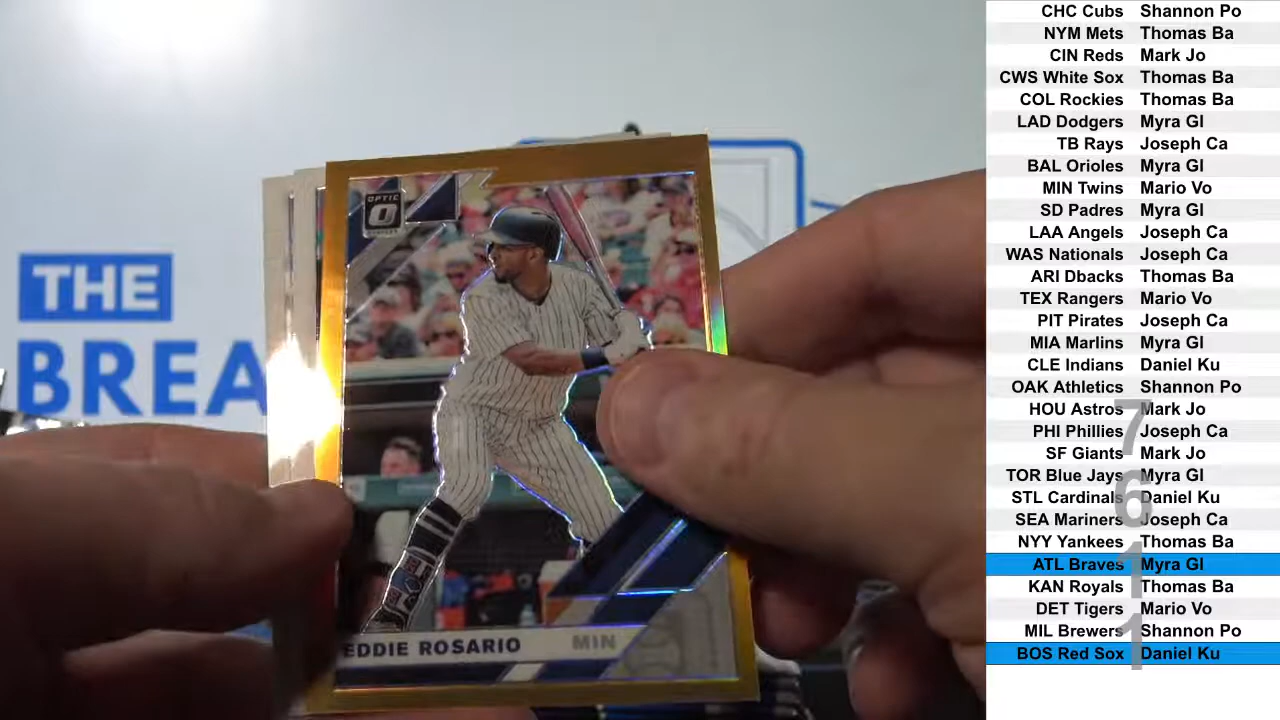 THE
BREA
OPTIC
EDDIE ROSARIO MIN
CHC Cubs Shannon Po
NYM Mets Thomas Ba
CIN Reds Mark Jo
CWS White Sox Thomas Ba
COL Rockies Thomas Ba
LAD Dodgers Myra Gl
TB Rays Joseph Ca
BAL Orioles Myra Gl
MIN Twins Mario Vo
SD Padres Myra Gl
LAA Angels Joseph Ca
WAS Nationals Joseph Ca
ARI Dbacks Thomas Ba
TEX Rangers Mario Vo
PIT Pirates Joseph Ca
MIA Marlins Myra Gl
CLE Indians Daniel Ku
OAK Athletics Shannon Po
HOU Astros Mark Jo
PHI Phillies Joseph Ca
SF Giants Mark Jo
TOR Blue Jays Myra Gl
STL Cardinals Daniel Ku
SEA Mariners Joseph Ca
NYY Yankees Thomas Ba
ATL Braves Myra Gl
KAN Royals Thomas Ba
DET Tigers Mario Vo
MIL Brewers Shannon Po
BOS Red Sox Daniel Ku
7
6
1
1